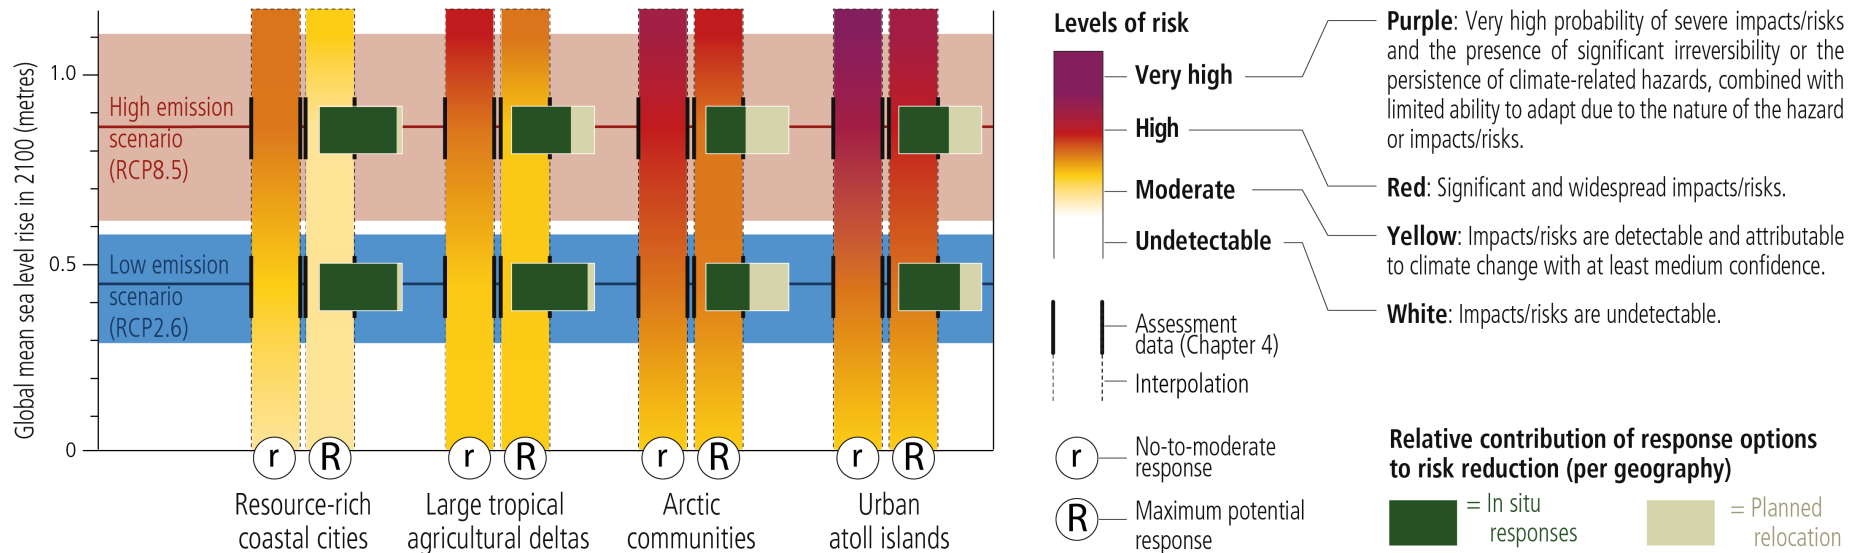 Global mean sea level rise in 2100 (metres)
1.0
0.5
0
High emission
scenario
(RCP8.5)
Low emission
scenario
(RCP2.6)
r
R
r
R
r
R
r
R
Resource-rich
coastal cities
Large tropical
agricultural deltas
Arctic
communities
Urban
atoll islands
Levels of risk
Very high
High
Moderate
Undetectable
Assessment
data (Chapter 4)
Interpolation
r
No-to-moderate
response
R
Maximum potential
response
Purple: Very high probability of severe impacts/risks
and the presence of significant irreversibility or the
persistence of climate-related hazards, combined with
limited ability to adapt due to the nature of the hazard
or impacts/risks.
Red: Significant and widespread impacts/risks.
Yellow: Impacts/risks are detectable and attributable
to climate change with at least medium confidence.
White: Impacts/risks are undetectable.
Relative contribution of response options
to risk reduction (per geography)
= In situ
responses
= Planned
relocation